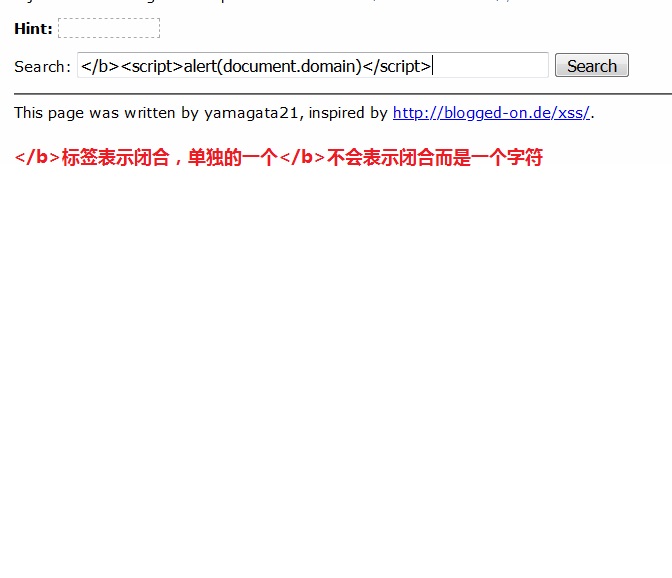 Hint:
Search: </b><script>alert(document.domain)</script> Search
This page was written by yamagata21, inspired by http://blogged-on.de/xss/.
</b>标签表示闭合，单独的一个</b>不会表示闭合而是一个字符